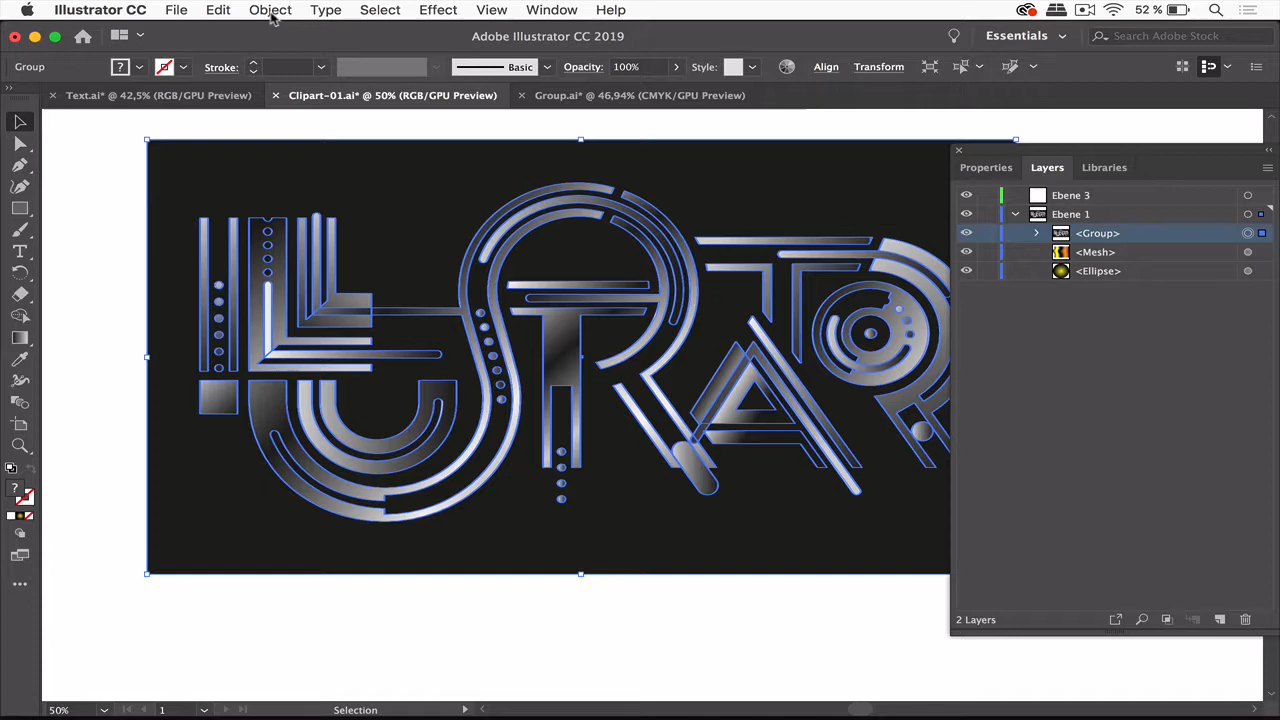 Illustrator CC File Edit Object Type Select Effect View Window Help 52 %
Adobe Illustrator CC 2019 Essentials Search Adobe Stock
Group ? Stroke: Basic Opacity: 100% Style: Align Transform
Text.ai* @ 42,5% (RGB/GPU Preview) Clipart-01.ai* @ 50% (RGB/GPU Preview) Group.ai* @ 46,94% (CMYK/GPU Preview)
Properties Layers Libraries
Ebene 3
Ebene 1
<Group>
<Mesh>
<Ellipse>
ILLUSTRATOR
?
2 Layers
50% 1 Selection